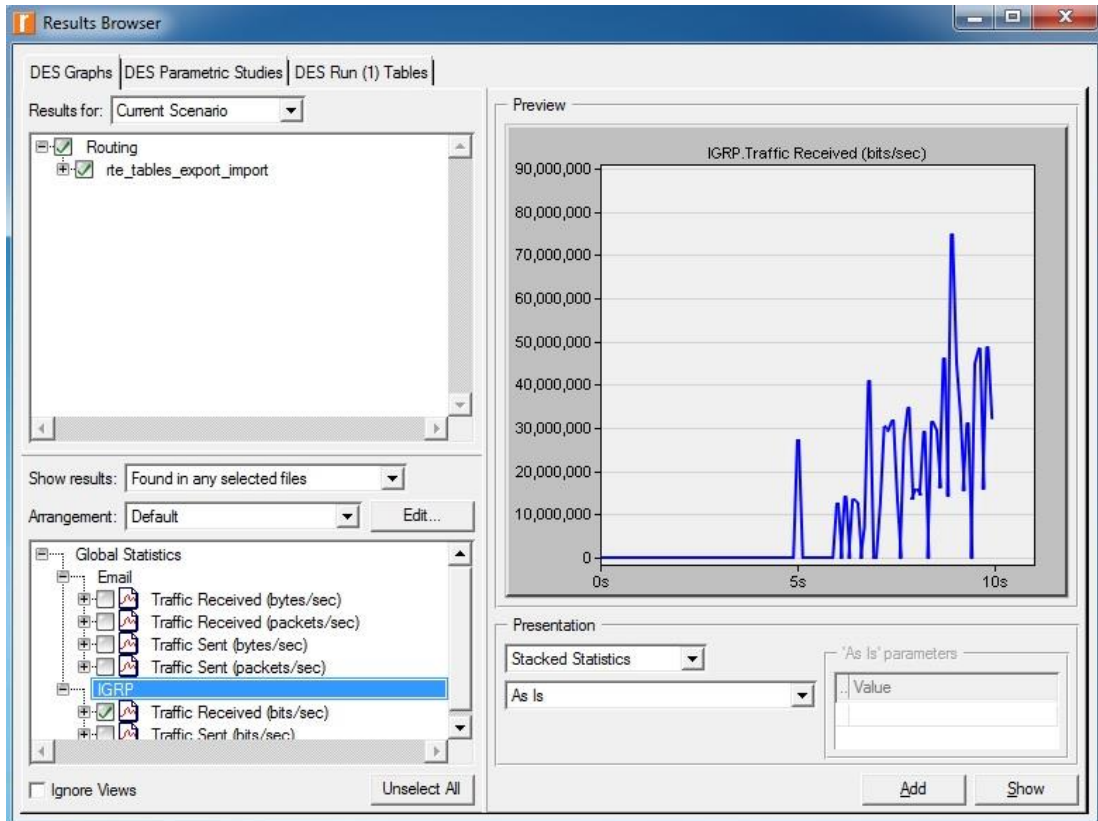 Results Browser
DES Graphs DES Parametric Studies DES Run (1) Tables
Results for: Current Scenario
Routing
rte_tables_export_import
Show results: Found in any selected files
Arrangement: Default Edit...
Global Statistics
Email
Traffic Received (bytes/sec)
Traffic Received (packets/sec)
Traffic Sent (bytes/sec)
Traffic Sent (packets/sec)
IGRP
Traffic Received (bits/sec)
Traffic Sent (bits/sec)
Ignore Views Unselect All
Preview
IGRP.Traffic Received (bits/sec)
90,000,000
80,000,000
70,000,000
60,000,000
50,000,000
40,000,000
30,000,000
20,000,000
10,000,000
0
0s 5s 10s
Presentation
Stacked Statistics
As Is
'As Is' parameters
.. Value
Add Show